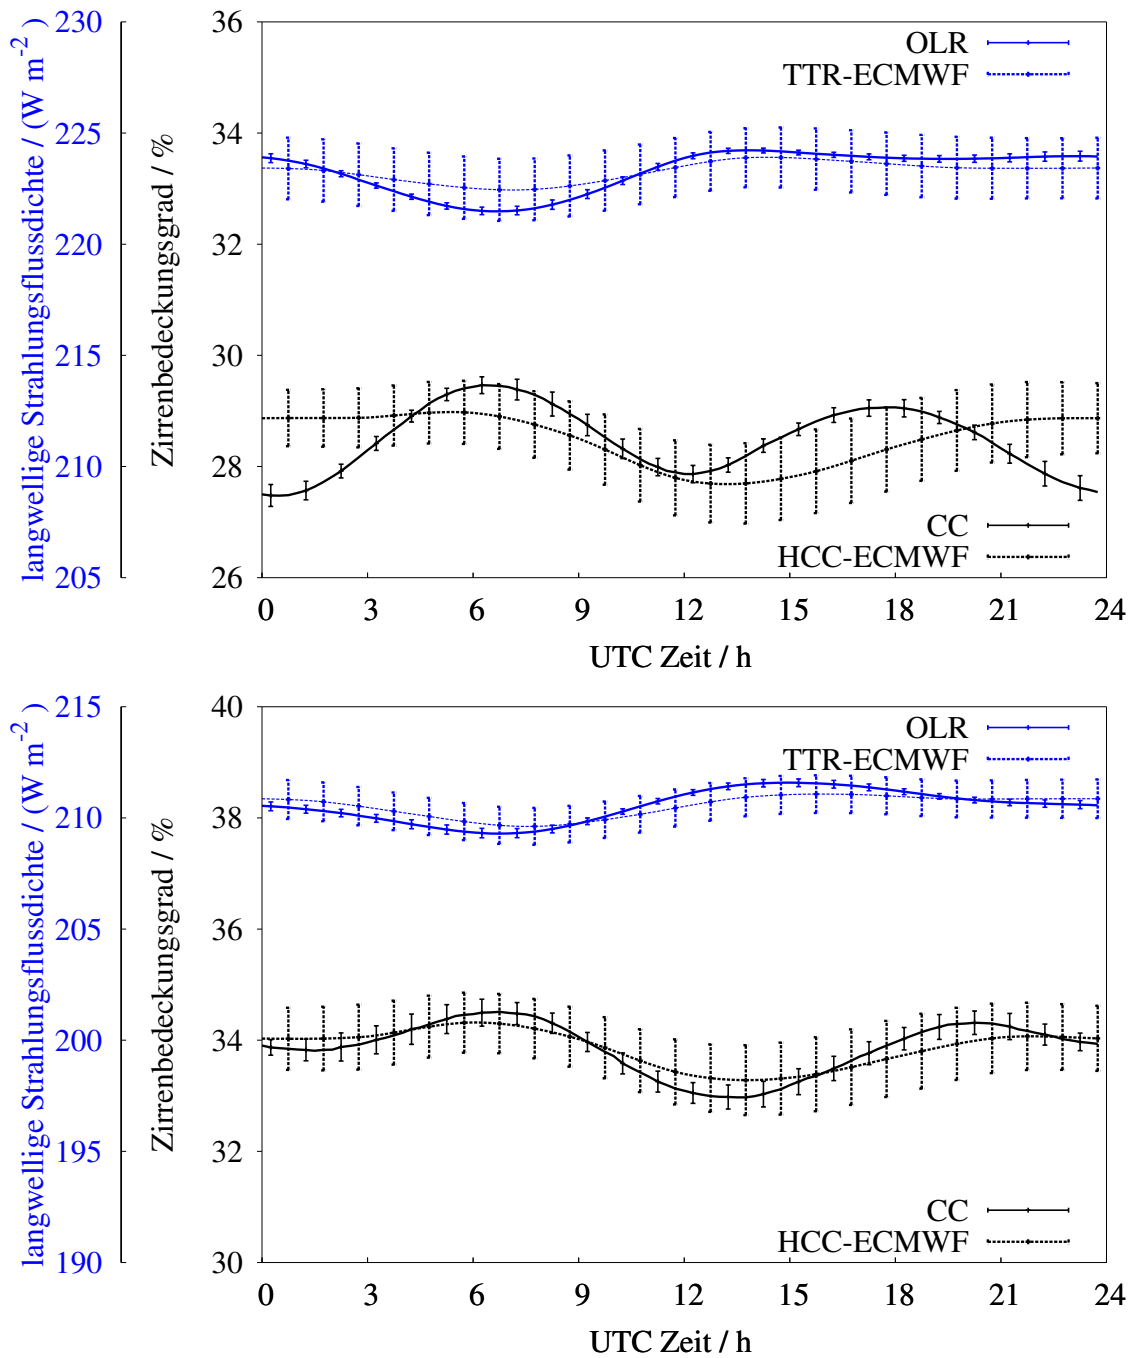 langwellige Strahlungsflussdichte / (W m⁻²)
230
225
220
215
210
205
Zirrenbedeckungsgrad / %
36
34
32
30
28
26
OLR
TTR-ECMWF
CC
HCC-ECMWF
0 3 6 9 12 15 18 21 24
UTC Zeit / h
langwellige Strahlungsflussdichte / (W m⁻²)
215
210
205
200
195
190
Zirrenbedeckungsgrad / %
40
38
36
34
32
30
OLR
TTR-ECMWF
CC
HCC-ECMWF
0 3 6 9 12 15 18 21 24
UTC Zeit / h